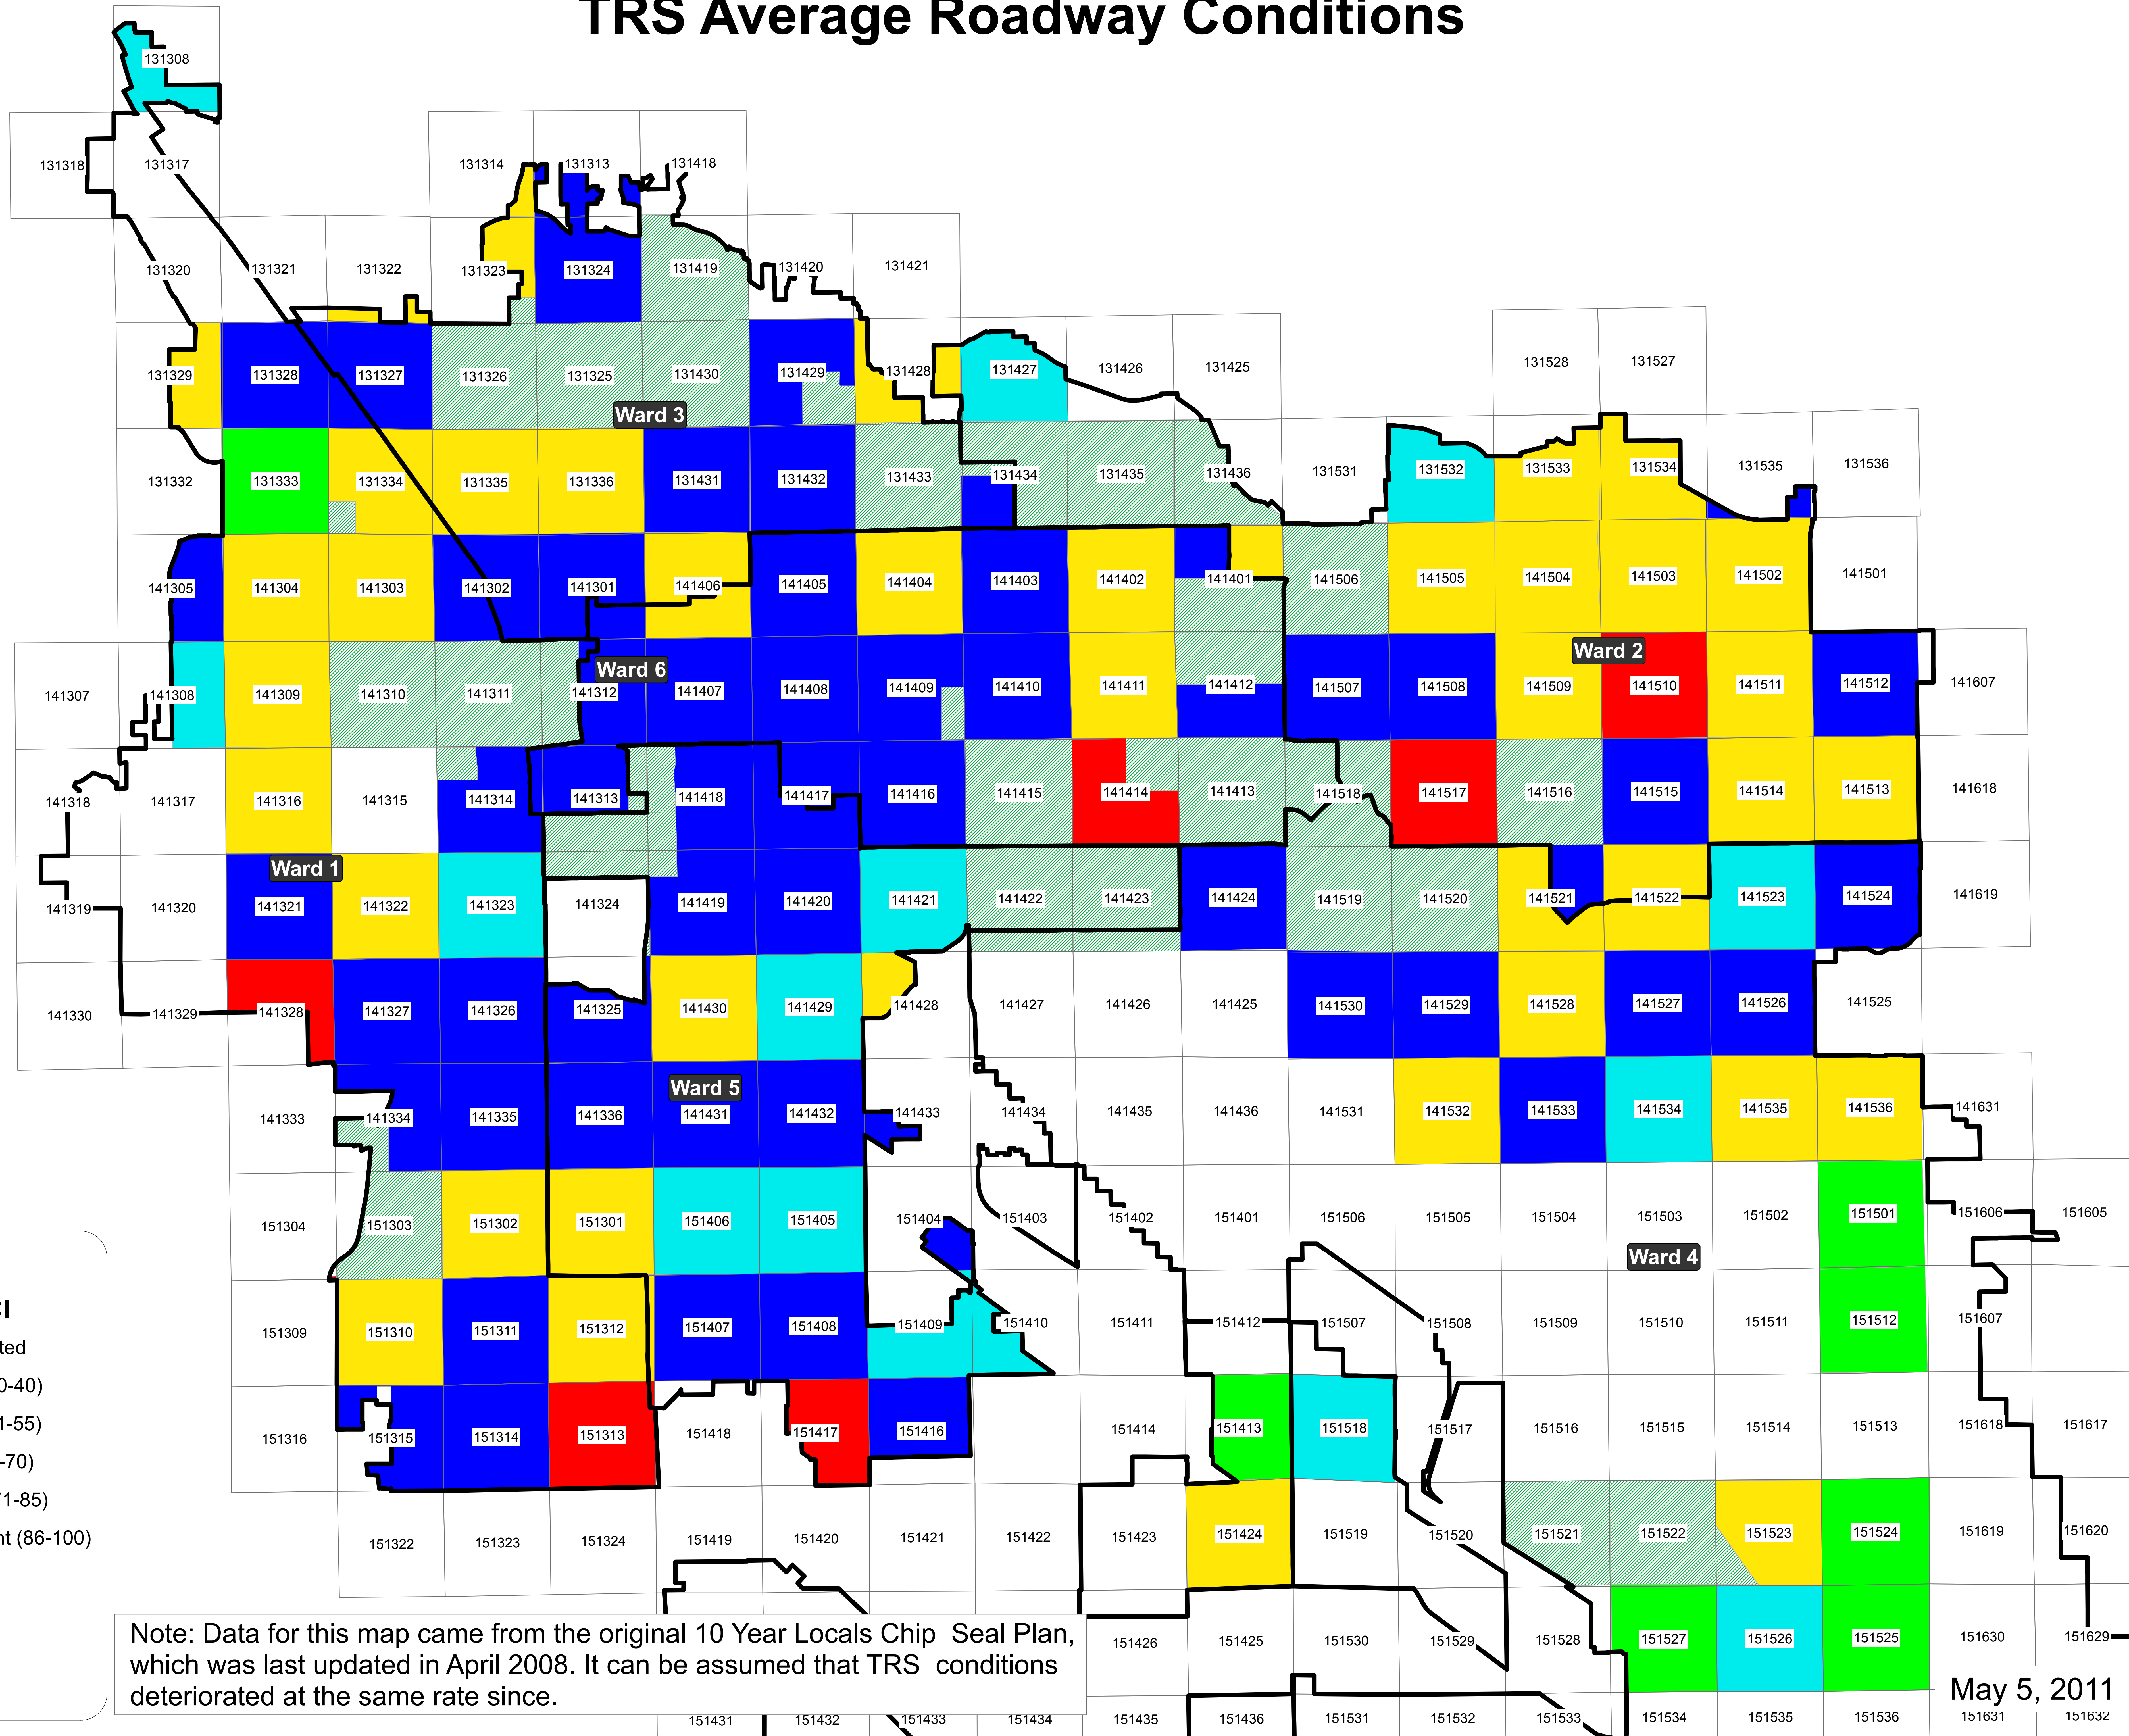 TRS Average Roadway Conditions
131308
131318 131317 131314 131313 131418
131320 131321 131322 131323 131324 131419 131420 131421
131329 131328 131327 131326 131325 131430 131429 131428 131427 131426 131425 131528 131527
Ward 3
131332 131333 131334 131335 131336 131431 131432 131433 131434 131435 131436 131531 131532 131533 131534 131535 131536
141305 141304 141303 141302 141301 141406 141405 141404 141403 141402 141401 141506 141505 141504 141503 141502 141501
Ward 6 Ward 2
141307 141308 141309 141310 141311 141312 141407 141408 141409 141410 141411 141412 141507 141508 141509 141510 141511 141512 141607
141318 141317 141316 141315 141314 141313 141418 141417 141416 141415 141414 141413 141518 141517 141516 141515 141514 141513 141618
Ward 1
141319 141320 141321 141322 141323 141324 141419 141420 141421 141422 141423 141424 141519 141520 141521 141522 141523 141524 141619
141330 141329 141328 141327 141326 141325 141430 141429 141428 141427 141426 141425 141530 141529 141528 141527 141526 141525
Ward 5
141333 141334 141335 141336 141431 141432 141433 141434 141435 141436 141531 141532 141533 141534 141535 141536 141631
151304 151303 151302 151301 151406 151405 151404 151403 151402 151401 151506 151505 151504 151503 151502 151501 151606 151605
Ward 4
151309 151310 151311 151312 151407 151408 151409 151410 151411 151412 151507 151508 151509 151510 151511 151512 151607
151316 151315 151314 151313 151418 151417 151416 151414 151413 151518 151517 151516 151515 151514 151513 151618 151617
151322 151323 151324 151419 151420 151421 151422 151423 151424 151519 151520 151521 151522 151523 151524 151619 151620
151426 151425 151530 151529 151528 151527 151526 151525 151630 151629
151431 151432 151433 151434 151435 151436 151531 151532 151533 151534 151535 151536 151631 151632
CI
ted
0-40)
1-55)
-70)
71-85)
nt (86-100)
Note: Data for this map came from the original 10 Year Locals Chip Seal Plan,
which was last updated in April 2008. It can be assumed that TRS conditions
deteriorated at the same rate since.
May 5, 2011